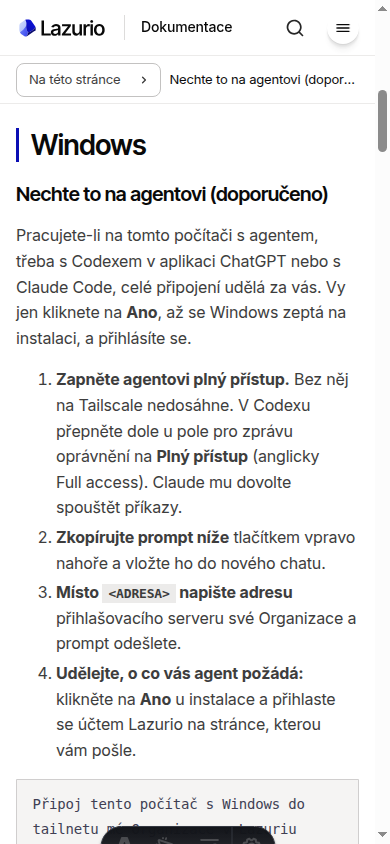 Lazurio
Dokumentace
Na této stránce
Nechte to na agentovi (dopor...
Windows
Nechte to na agentovi (doporučeno)
Pracujete-li na tomto počítači s agentem,
třeba s Codexem v aplikaci ChatGPT nebo s
Claude Code, celé připojení udělá za vás. Vy
jen kliknete na Ano, až se Windows zeptá na
instalaci, a přihlásíte se.
1. Zapněte agentovi plný přístup. Bez něj
na Tailscale nedosáhne. V Codexu
přepněte dole u pole pro zprávu
oprávnění na Plný přístup (anglicky
Full access). Claude mu dovolte
spouštět příkazy.
2. Zkopírujte prompt níže tlačítkem vpravo
nahoře a vložte ho do nového chatu.
3. Místo <ADRESA> napište adresu
přihlašovacího serveru své Organizace a
prompt odešlete.
4. Udělejte, o co vás agent požádá:
klikněte na Ano u instalace a přihlaste
se účtem Lazurio na stránce, kterou
vám pošle.
Připoj tento počítač s Windows do
tailnetu